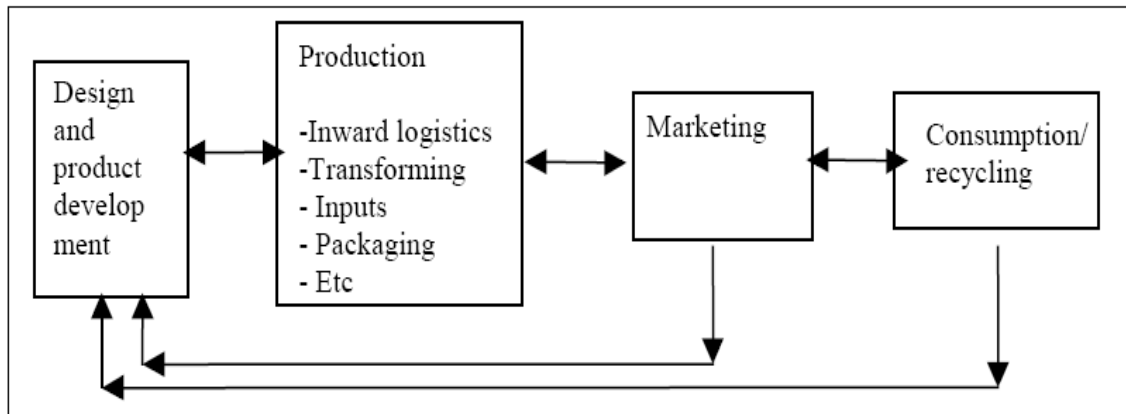 Design
and
product
develop
ment
Production
-Inward logistics
-Transforming
- Inputs
- Packaging
- Etc
Marketing
Consumption/
recycling